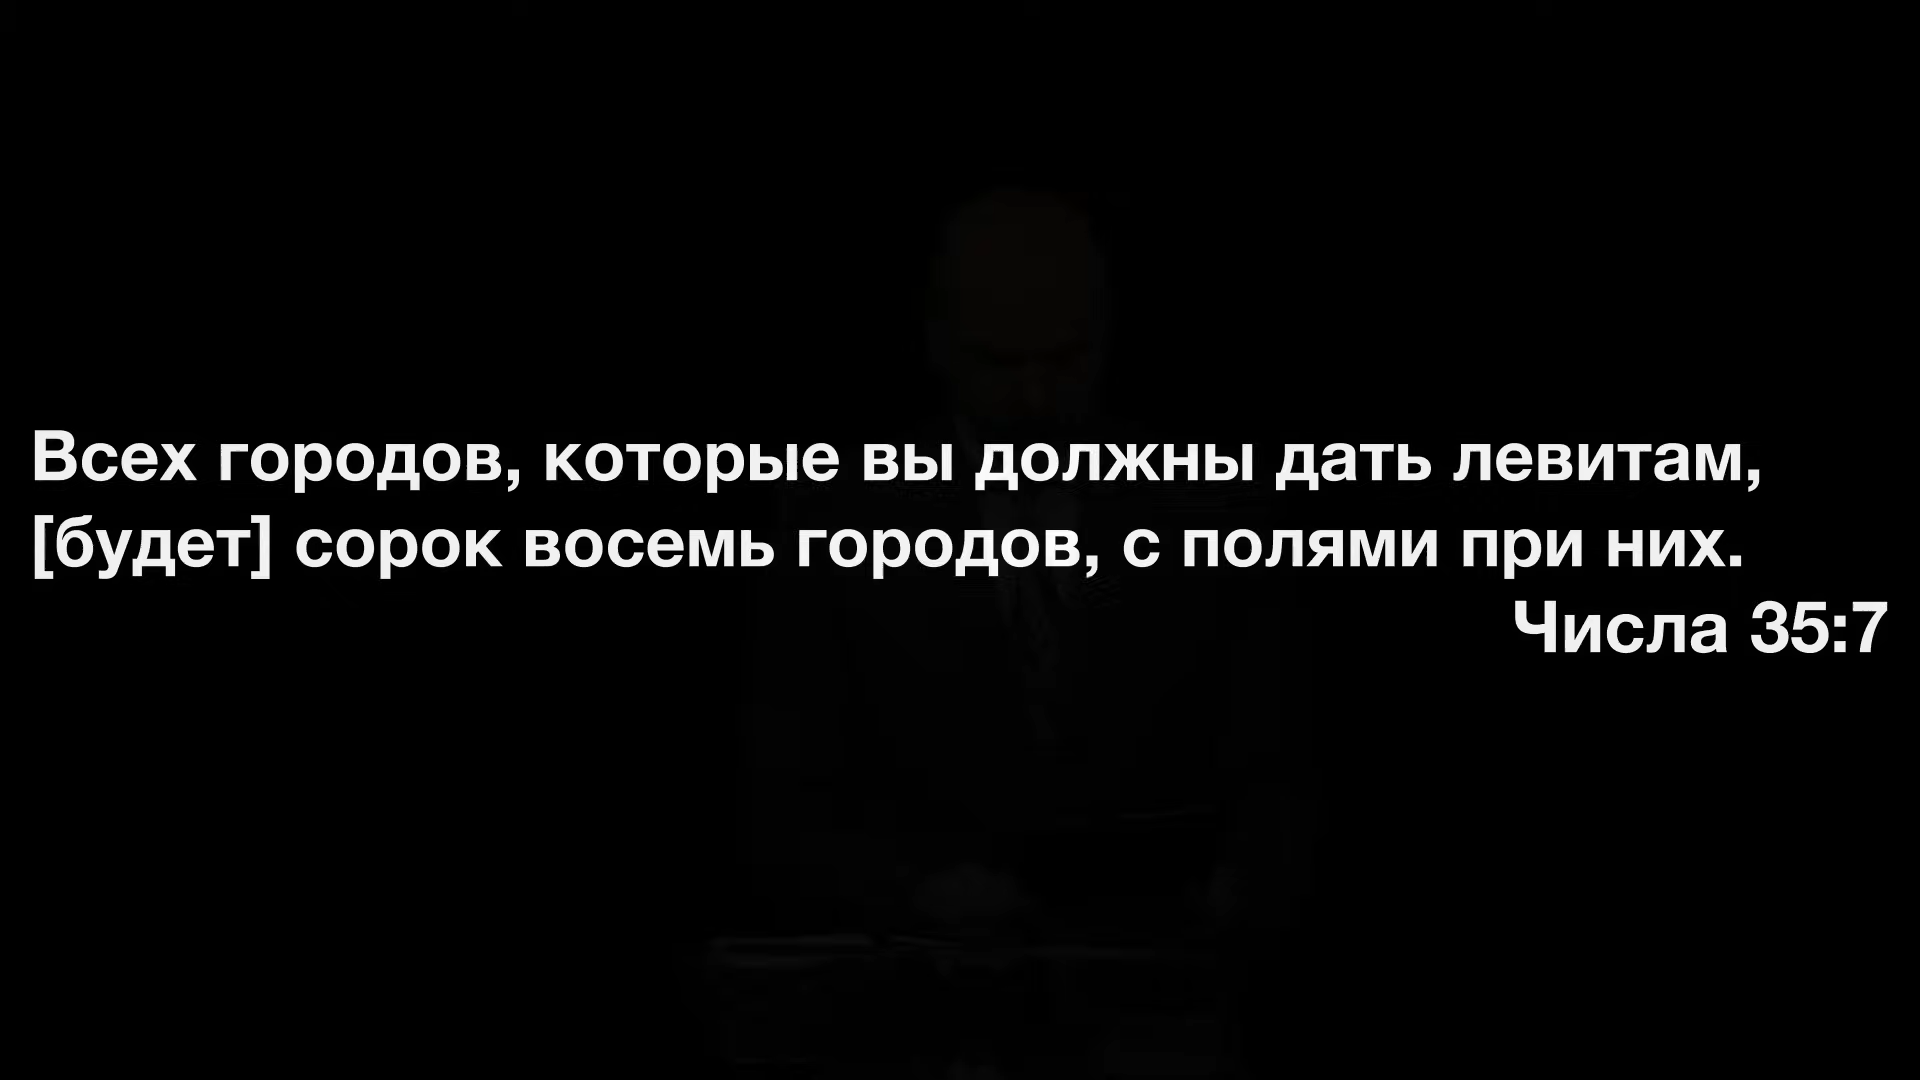 Всех городов, которые вы должны дать левитам,
[будет] сорок восемь городов, с полями при них.
Числа 35:7